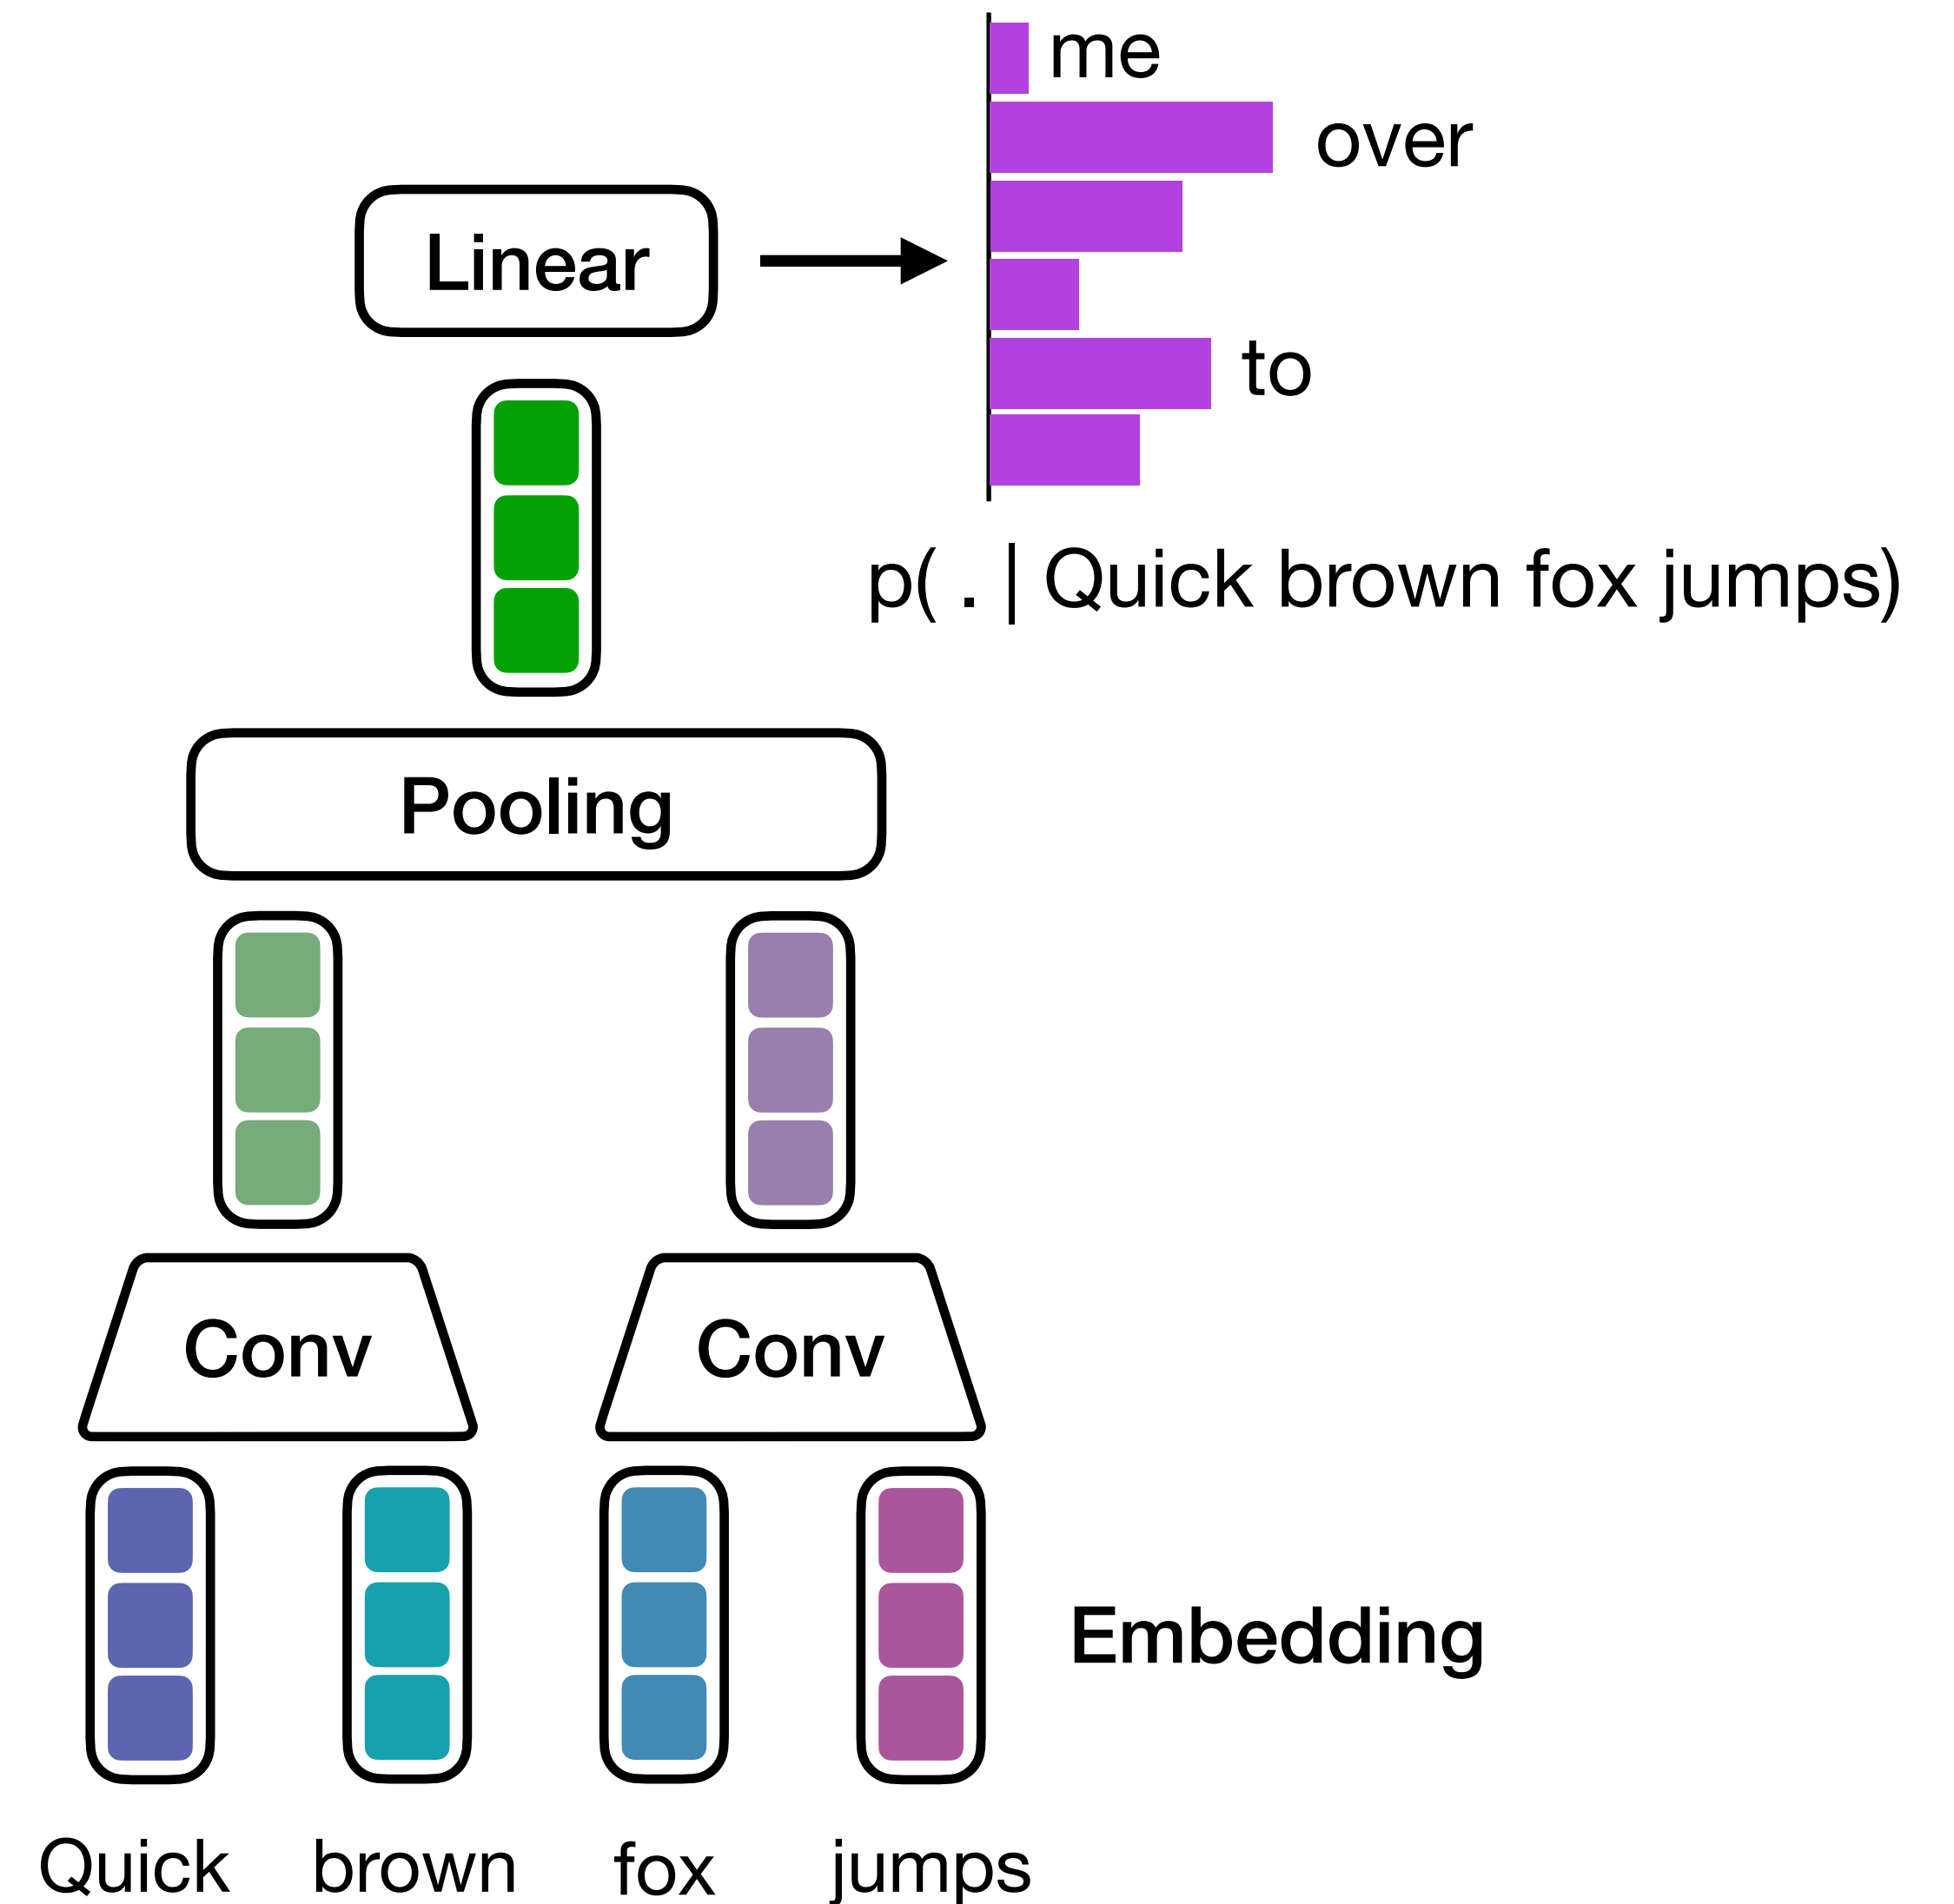 me
over
Linear
to
p( . | Quick brown fox jumps)
Pooling
Conv Conv
Embedding
Quick brown fox jumps